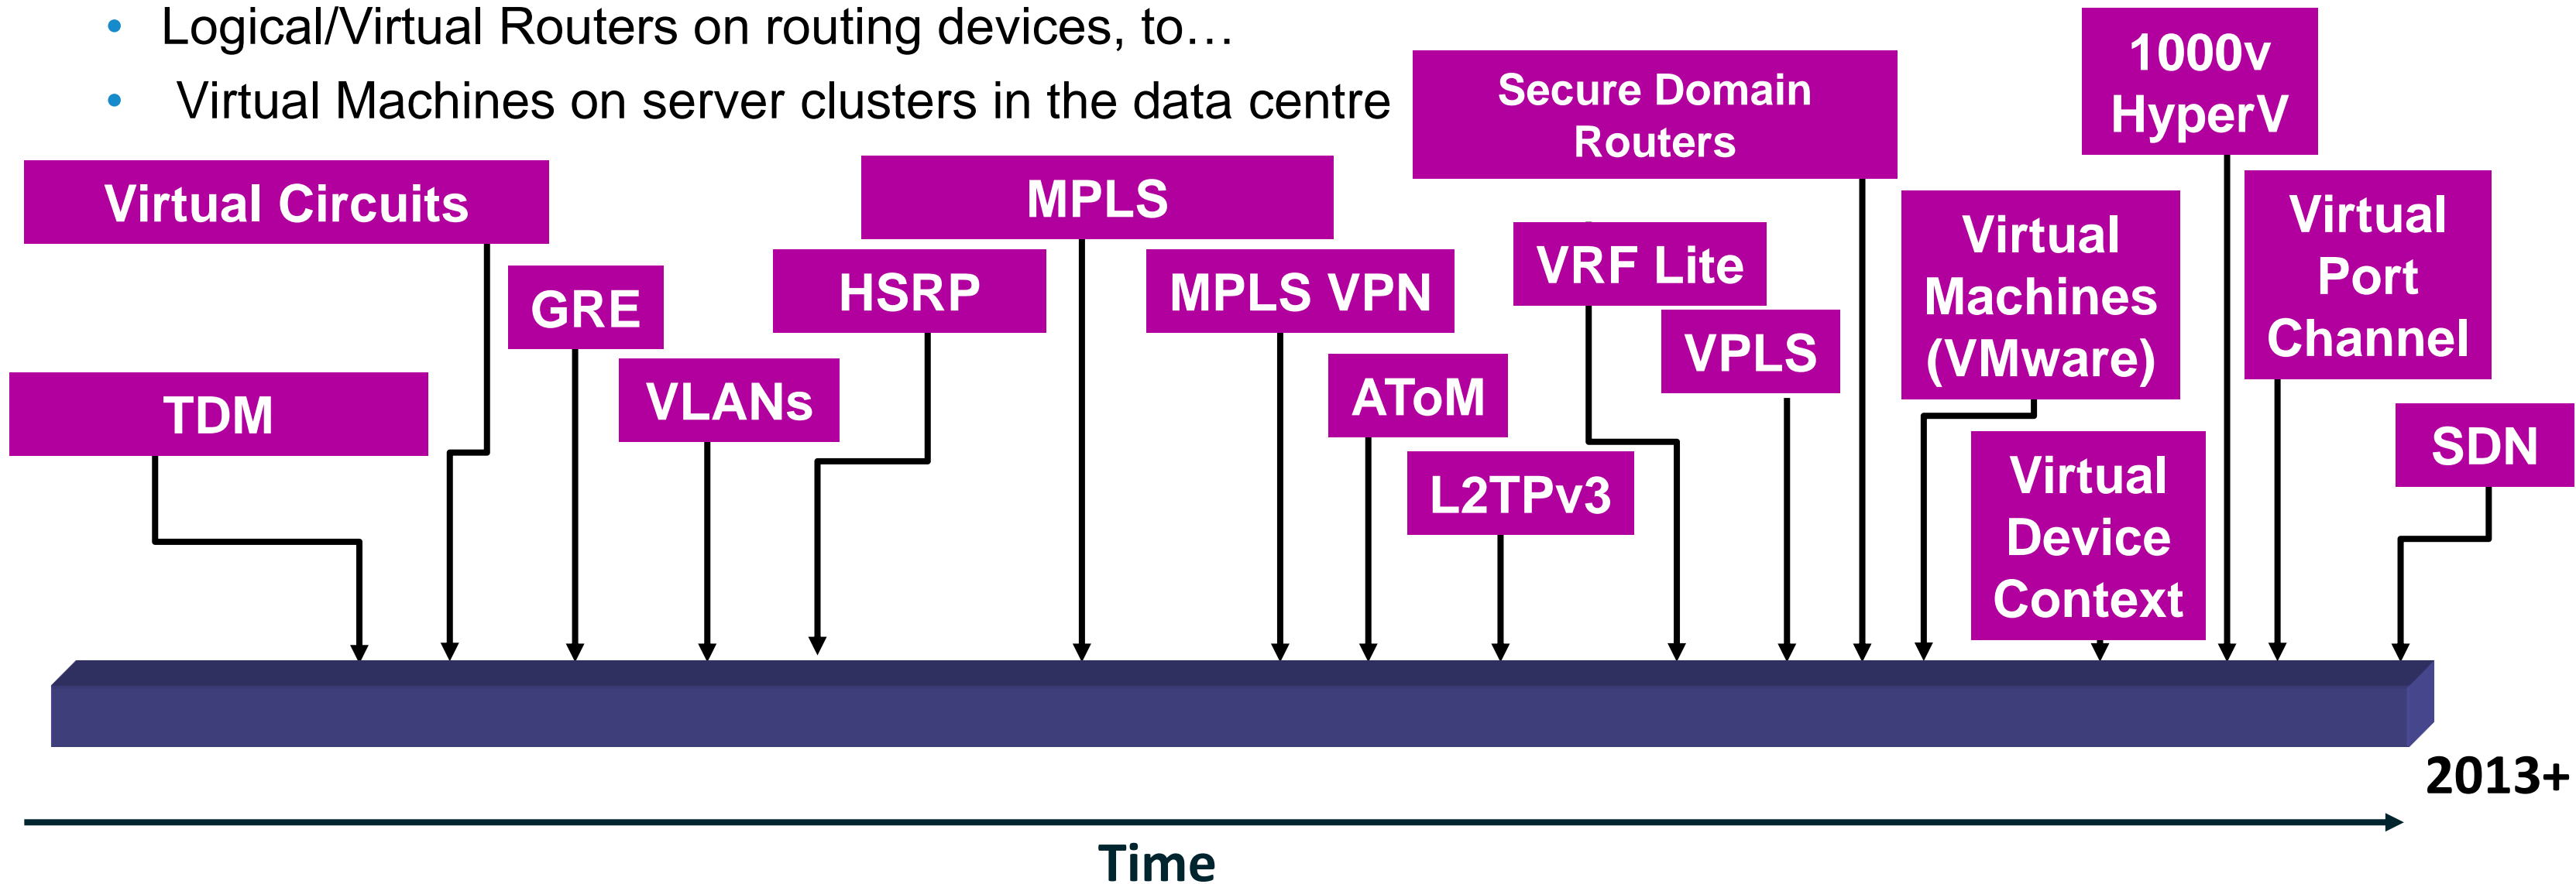 • Logical/Virtual Routers on routing devices, to…
• Virtual Machines on server clusters in the data centre
1000v
HyperV
Secure Domain
Routers
MPLS
Virtual Circuits
Virtual
Port
Channel
Virtual
Machines
(VMware)
VRF Lite
HSRP
MPLS VPN
GRE
VPLS
VLANs
AToM
TDM
SDN
L2TPv3
Virtual
Device
Context
2013+
Time